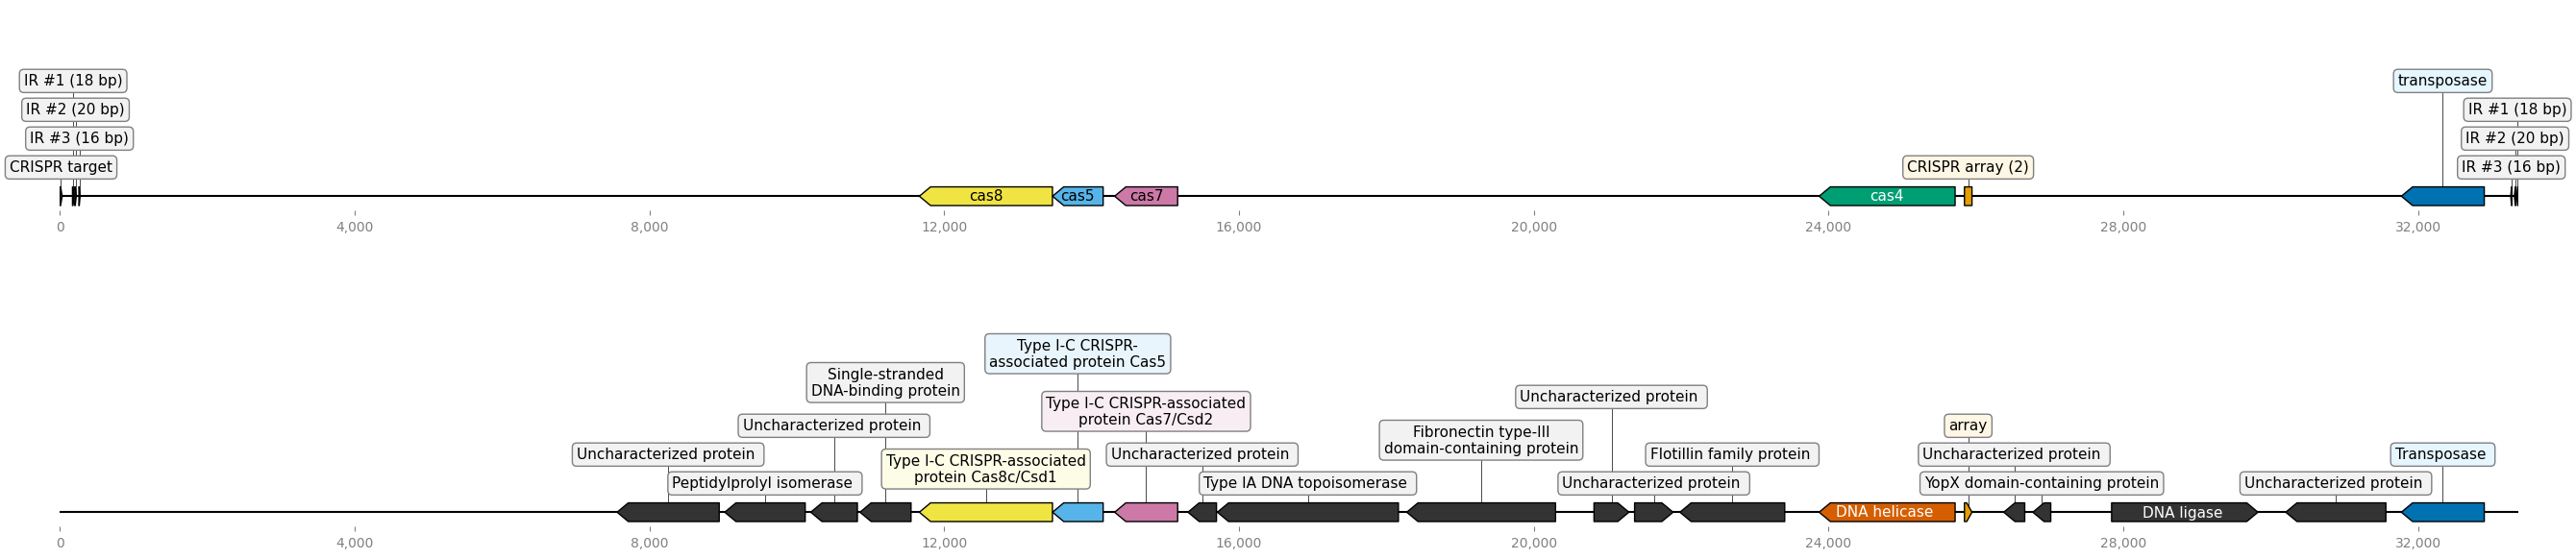 IR #1 (18 bp)
transposase
IR #2 (20 bp)
IR #1 (18 bp)
IR #3 (16 bp)
IR #2 (20 bp)
CRISPR target
CRISPR array (2)
IR #3 (16 bp)
cas8
cas5
cas7
cas4
0
4,000
8,000
12,000
16,000
20,000
24,000
28,000
32,000
Type I-C CRISPR-
associated protein Cas5
Single-stranded
DNA-binding protein
Uncharacterized protein
Type I-C CRISPR-associated
protein Cas7/Csd2
Uncharacterized protein
Fibronectin type-III
domain-containing protein
array
Uncharacterized protein
Type I-C CRISPR-associated
protein Cas8c/Csd1
Uncharacterized protein
Flotillin family protein
Uncharacterized protein
Transposase
Peptidylprolyl isomerase
Type IA DNA topoisomerase
Uncharacterized protein
YopX domain-containing protein
Uncharacterized protein
DNA helicase
DNA ligase
0
4,000
8,000
12,000
16,000
20,000
24,000
28,000
32,000